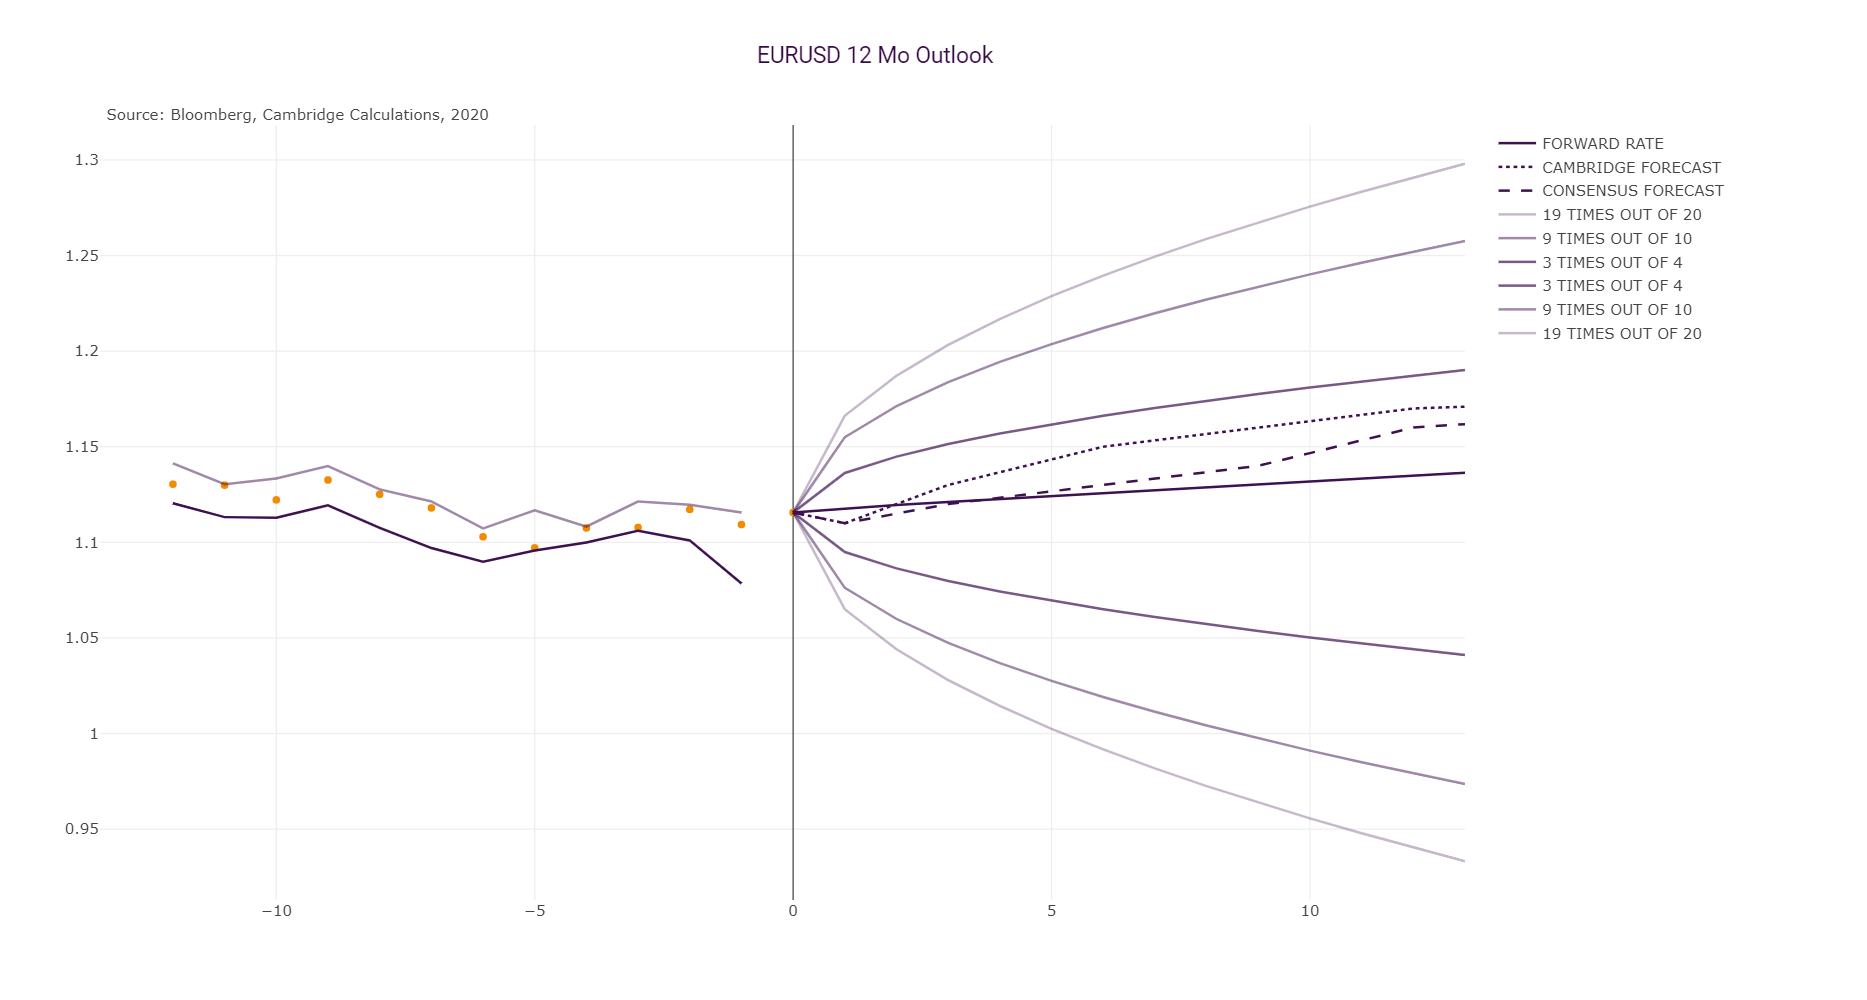 EURUSD 12 Mo Outlook
Source: Bloomberg, Cambridge Calculations, 2020
1.3
1.25
1.2
1.15
1.1
1.05
1
0.95
−10
−5
0
5
10
FORWARD RATE
CAMBRIDGE FORECAST
CONSENSUS FORECAST
19 TIMES OUT OF 20
9 TIMES OUT OF 10
3 TIMES OUT OF 4
3 TIMES OUT OF 4
9 TIMES OUT OF 10
19 TIMES OUT OF 20